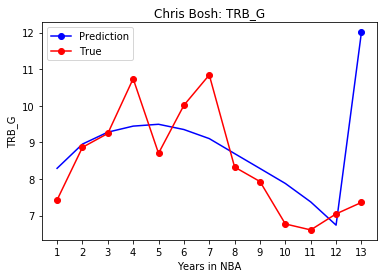 Chris Bosh: TRB_G
Prediction
True
12
11
10
9
8
7
TRB_G
1 2 3 4 5 6 7 8 9 10 11 12 13
Years in NBA